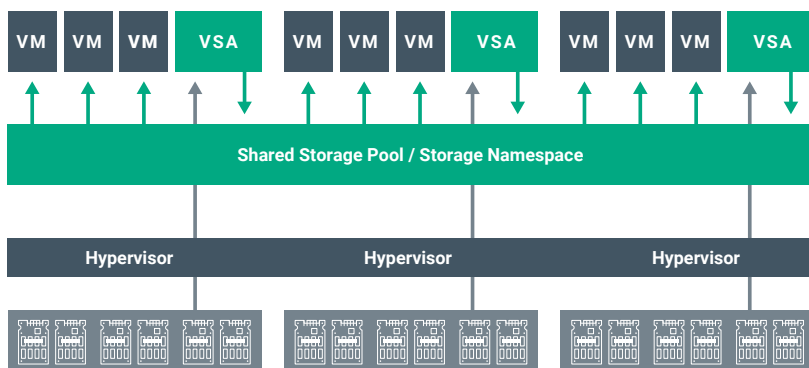 VM VM VM VSA VM VM VM VSA VM VM VM VSA
Shared Storage Pool / Storage Namespace
Hypervisor Hypervisor Hypervisor